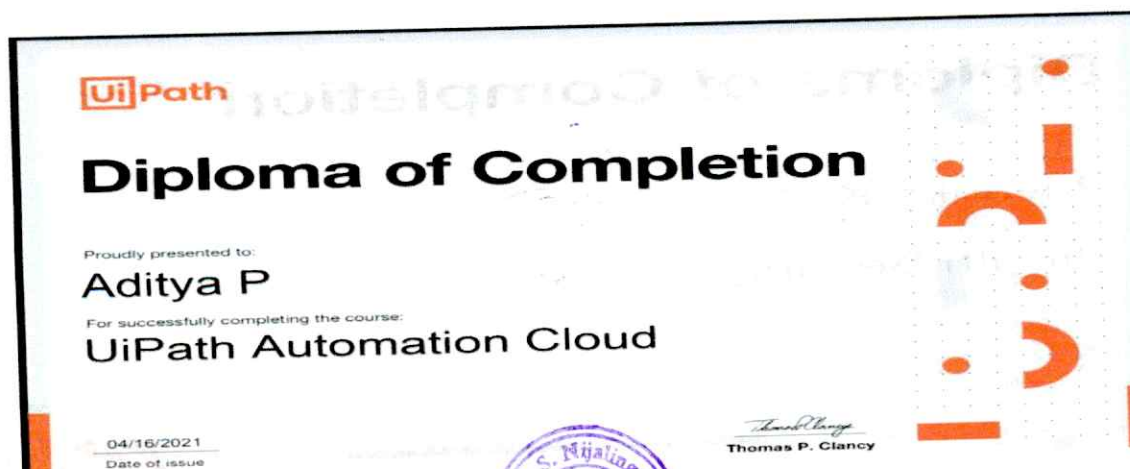 UiPath
Diploma of Completion
Proudly presented to:
Aditya P
For successfully completing the course:
UiPath Automation Cloud
04/16/2021
Date of issue
Thomas P. Clancy
S. Nijaling